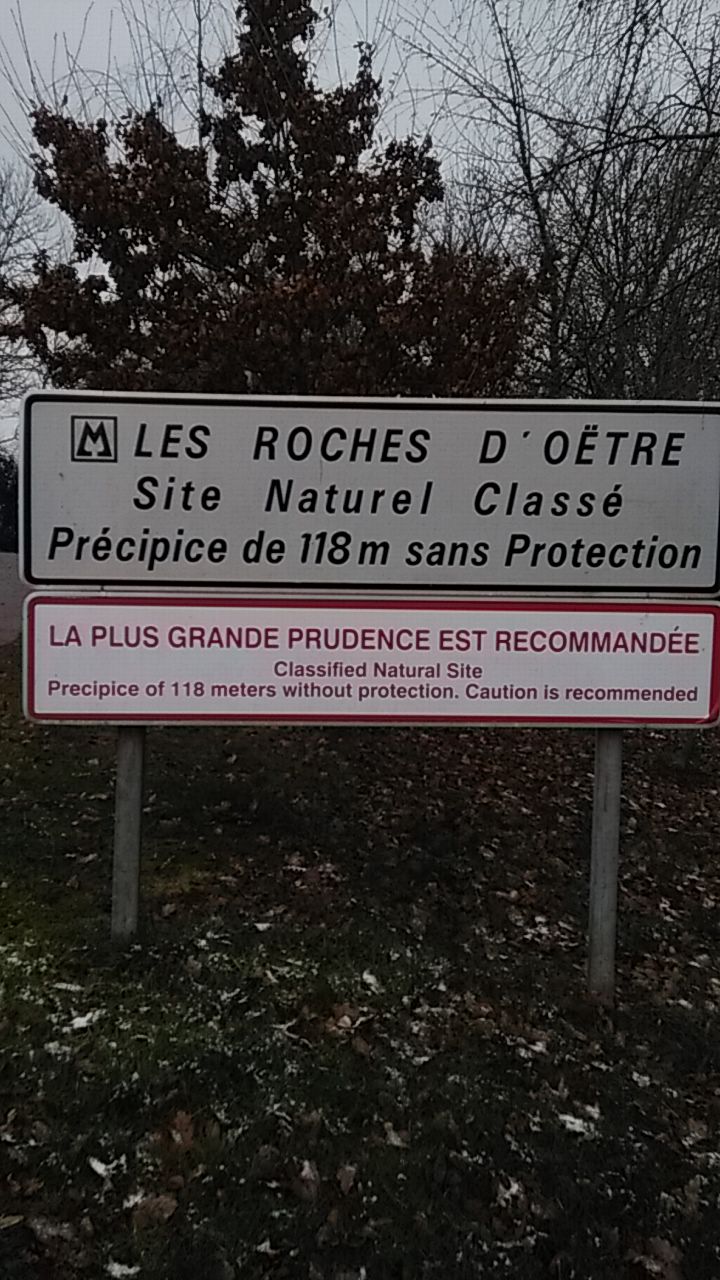 M LES ROCHES D'OËTRE
Site Naturel Classé
Précipice de 118m sans Protection
LA PLUS GRANDE PRUDENCE EST RECOMMANDÉE
Classified Natural Site
Precipice of 118 meters without protection. Caution is recommended